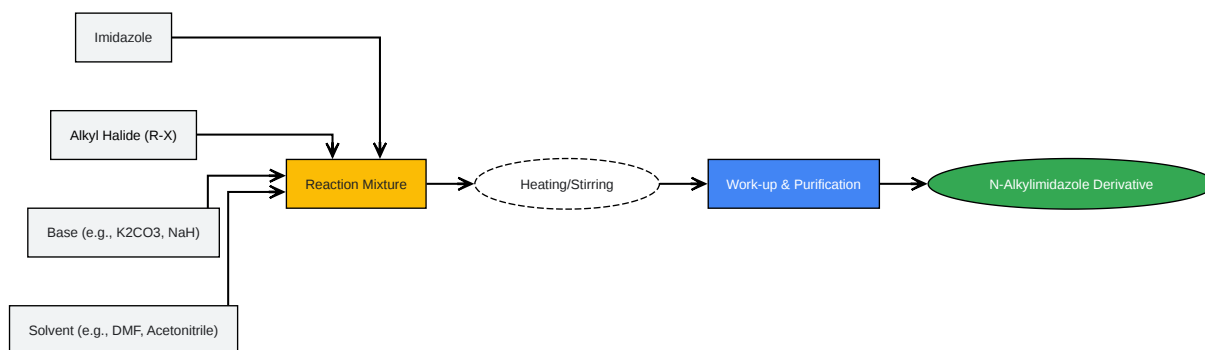 Imidazole
Alkyl Halide (R-X)
Reaction Mixture
Heating/Stirring
Work-up & Purification
N-Alkylimidazole Derivative
Base (e.g., K2CO3, NaH)
Solvent (e.g., DMF, Acetonitrile)